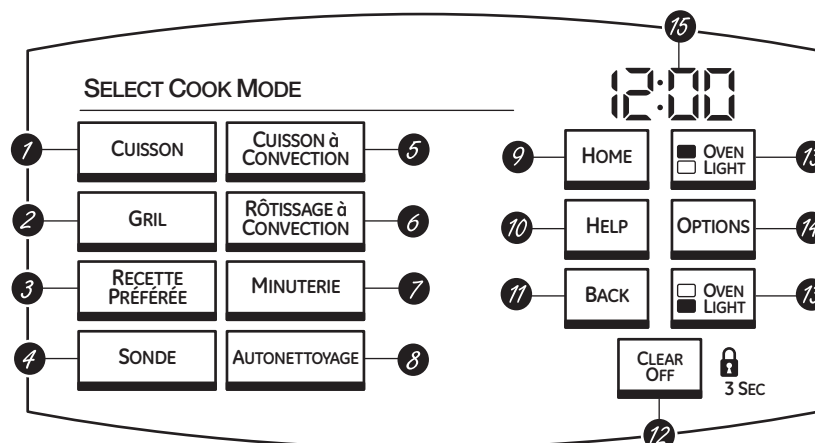 15
12:00
SELECT COOK MODE
1 CUISSON
CUISSON à
CONVECTION 5
9 HOME
OVEN
LIGHT 13
2 GRIL
RÔTISSAGE à
CONVECTION 6
10 HELP
OPTIONS 14
3 RECETTE
PRÉFÉRÉE
MINUTERIE 7
11 BACK
OVEN
LIGHT 13
4 SONDE
AUTONETTOYAGE 8
CLEAR
OFF
3 SEC
12